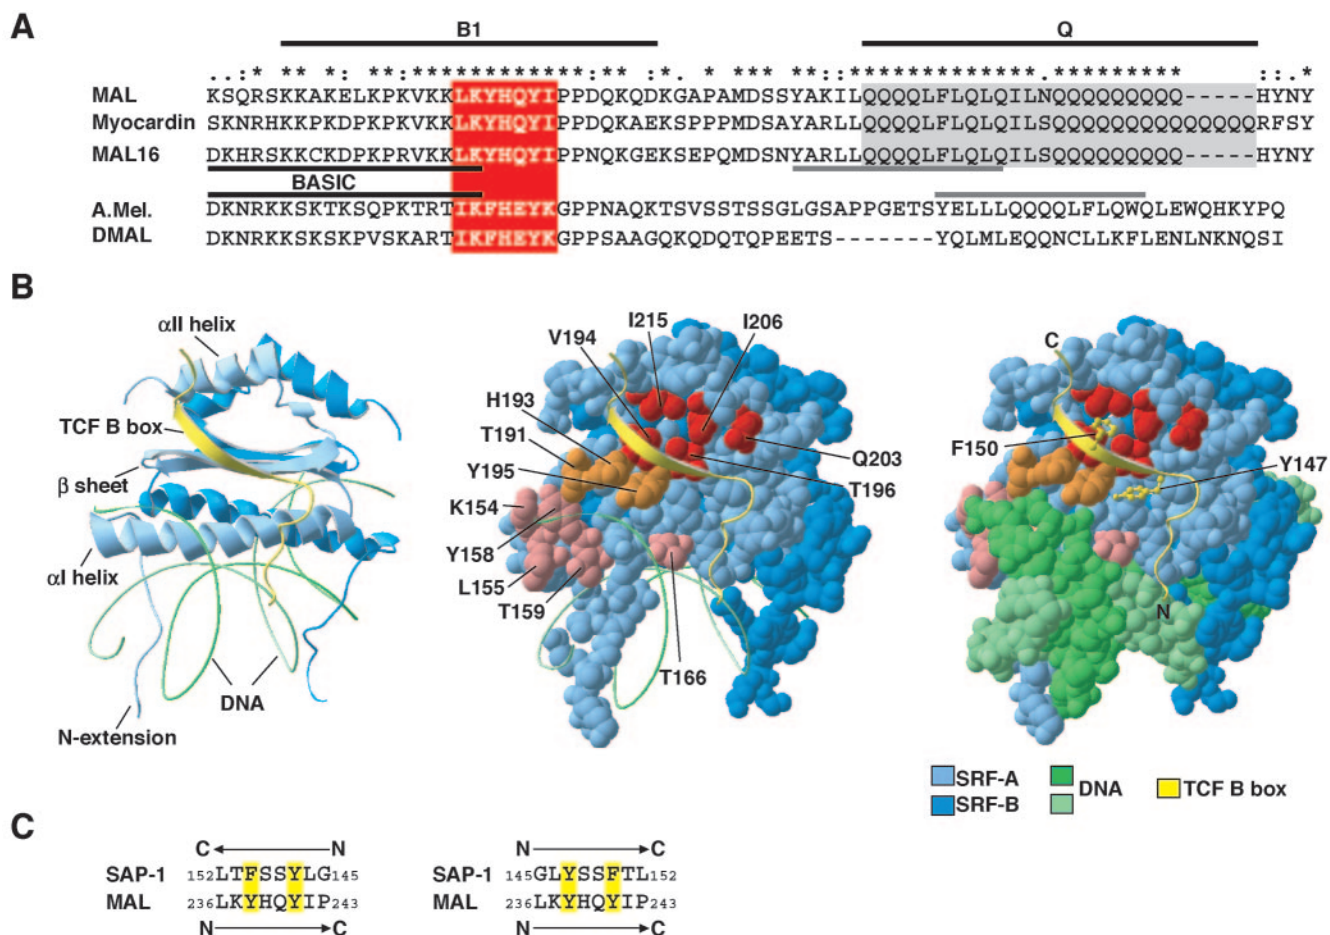 A
B1 Q
. . : * * * * : * * : * * * * * * * * * * : * * : * . * * * * * * : : * * * * * * * * * * * . * * * * * * * * : : . *
MAL KSQRSKKAKELKPKVKKLKYHQYIPPDQKQDKGAPAMDSSYAKILQQQQLFLQLQILNQQQQQQQQQ-----HYNY
Myocardin SKNRHKKPKDPKPKVKKLKYHQYIPPDQKAEKSPPPMDSAYARLLQQQQLFLQLQILSQQQQQQQQQQQQQQRFSY
MAL16 DKHRSKKCKDPKPRVKKLKYHQYIPPNQKGEKSEPQMDSNYARLLQQQQLFLQLQILSQQQQQQQQQ-----HYNY
BASIC
A.Mel. DKNRKKSKTKSQPKTRTIKFHEYKGPPNAQKTSVSSTSSGLGSAPPGETSYELLLQQQQLFLQWQLEWQHKYPQ
DMAL DKNRKKSKSKPVSKARTIKFHEYKGPPSAAGQKQDQTQPEETS-------YQLMLEQQNCLLKFLENLNKNQSI
B
αII helix
TCF B box
β sheet
αI helix
DNA
N-extension
I215 I206
V194
H193
T191
Y195
K154
Y158
L155
T159
T166
Q203
T196
C
F150
Y147
N
SRF-A DNA TCF B box
SRF-B
C
C N
SAP-1 152LTFSSYLG145
MAL 236LKYHQYIP243
N C
N C
SAP-1 145GLYSSFTL152
MAL 236LKYHQYIP243
N C